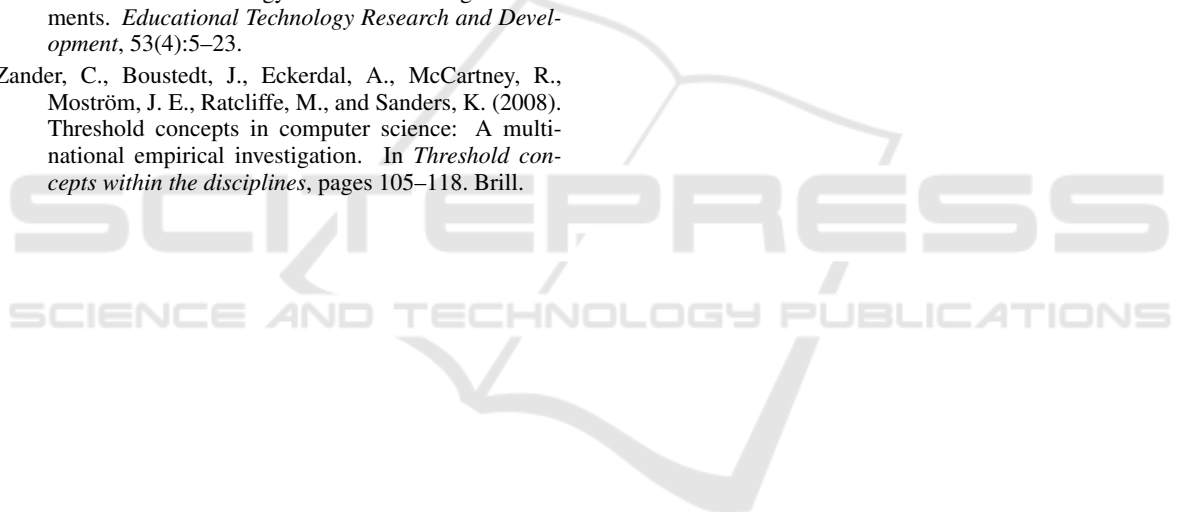 ments. Educational Technology Research and Devel-
opment, 53(4):5–23.
Zander, C., Boustedt, J., Eckerdal, A., McCartney, R.,
Moström, J. E., Ratcliffe, M., and Sanders, K. (2008).
Threshold concepts in computer science: A multi-
national empirical investigation. In Threshold con-
cepts within the disciplines, pages 105–118. Brill.
SCITEPRESS
SCIENCE AND TECHNOLOGY PUBLICATIONS